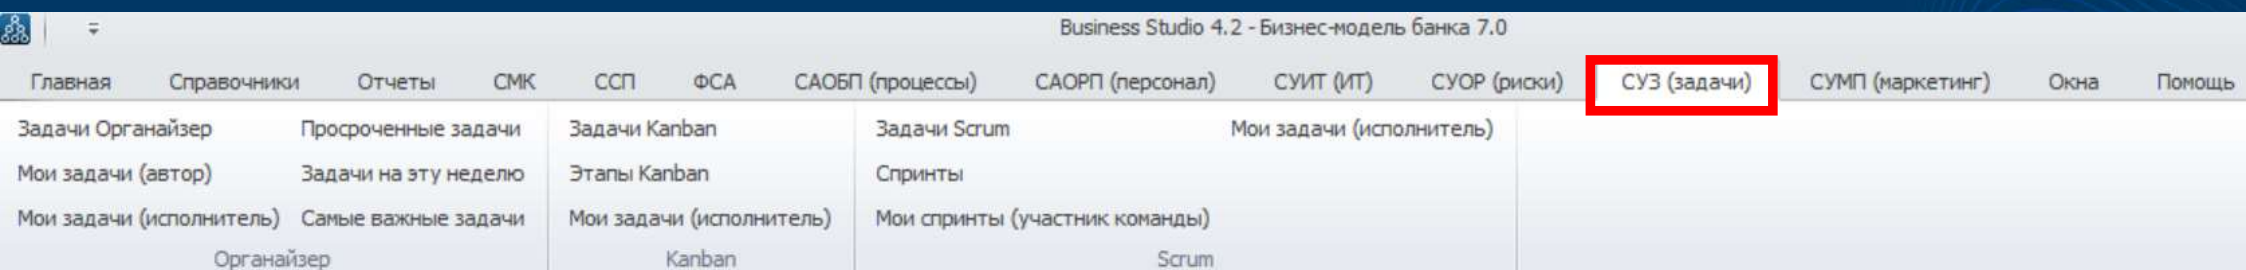 Business Studio 4.2 - Бизнес-модель банка 7.0
Главная Справочники Отчеты СМК ССП ФСА САОБП (процессы) САОРП (персонал) СУИТ (ИТ) СУОР (риски) СУЗ (задачи) СУМП (маркетинг) Окна Помощь
Задачи Органайзер Просроченные задачи Задачи Kanban Задачи Scrum Мои задачи (исполнитель)
Мои задачи (автор) Задачи на эту неделю Этапы Kanban Спринты
Мои задачи (исполнитель) Самые важные задачи Мои задачи (исполнитель) Мои спринты (участник команды)
Органайзер Kanban Scrum